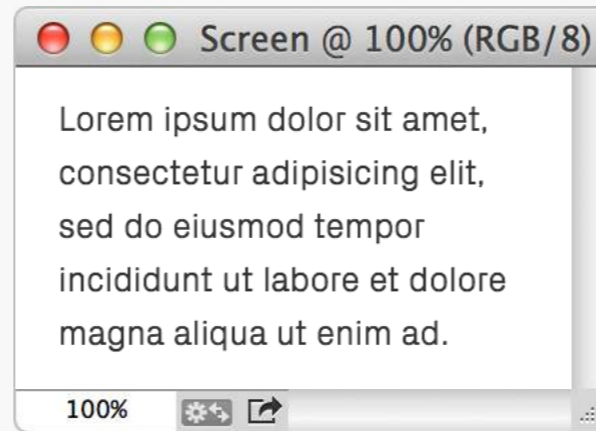 Screen @ 100% (RGB/8)
Lorem ipsum dolor sit amet,
consectetur adipisicing elit,
sed do eiusmod tempor
incididunt ut labore et dolore
magna aliqua ut enim ad.
100%